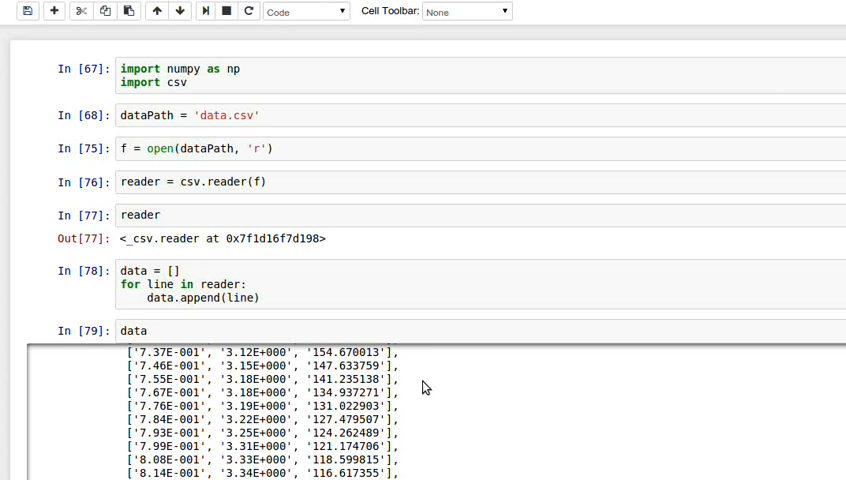 Code Cell Toolbar: None
In [67]: import numpy as np
import csv
In [68]: dataPath = 'data.csv'
In [75]: f = open(dataPath, 'r')
In [76]: reader = csv.reader(f)
In [77]: reader
Out[77]: <_csv.reader at 0x7f1d16f7d198>
In [78]: data = []
for line in reader:
data.append(line)
In [79]: data
['7.37E-001', '3.12E+000', '154.670013'],
['7.46E-001', '3.15E+000', '147.633759'],
['7.55E-001', '3.18E+000', '141.235138'],
['7.67E-001', '3.18E+000', '134.937271'],
['7.76E-001', '3.19E+000', '131.022903'],
['7.84E-001', '3.22E+000', '127.479507'],
['7.93E-001', '3.25E+000', '124.262489'],
['7.99E-001', '3.31E+000', '121.174706'],
['8.08E-001', '3.33E+000', '118.599815'],
['8.14E-001', '3.34E+000', '116.617355'],